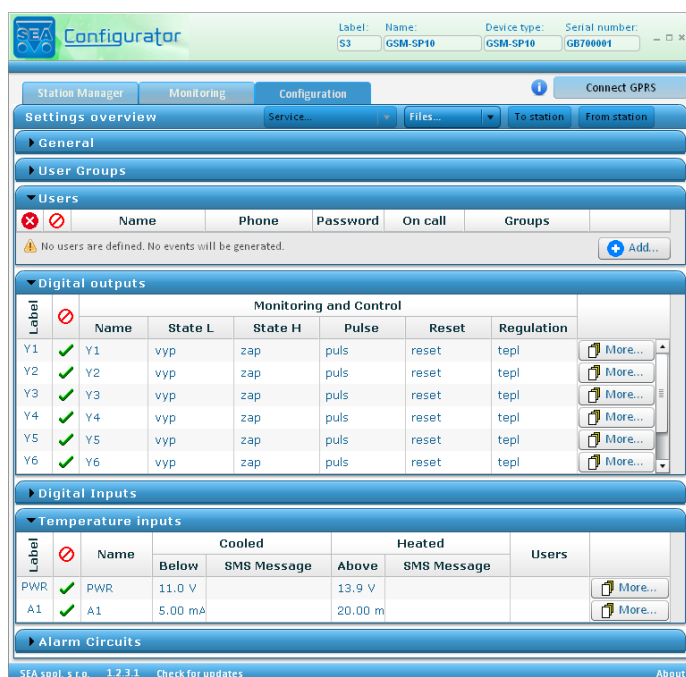 SEA Configurator
Label: Name: Device type: Serial number:
S3 GSM-SP10 GSM-SP10 GB700001
Station Manager Monitoring Configuration Connect GPRS
Settings overview Service... Files... To station From station
General
User Groups
Users
Name Phone Password On call Groups
No users are defined. No events will be generated. Add...
Digital outputs
Label Monitoring and Control
Name State L State H Pulse Reset Regulation
Y1 Y1 vyp zap puls reset tepl More...
Y2 Y2 vyp zap puls reset tepl More...
Y3 Y3 vyp zap puls reset tepl More...
Y4 Y4 vyp zap puls reset tepl More...
Y5 Y5 vyp zap puls reset tepl More...
Y6 Y6 vyp zap puls reset tepl More...
Digital Inputs
Temperature inputs
Label Name Cooled Heated Users
Below SMS Message Above SMS Message
PWR PWR 11.0 V 13.9 V More...
A1 A1 5.00 mA 20.00 m More...
Alarm Circuits
SEA spol. s r.o. 1.2.3.1 Check for updates About